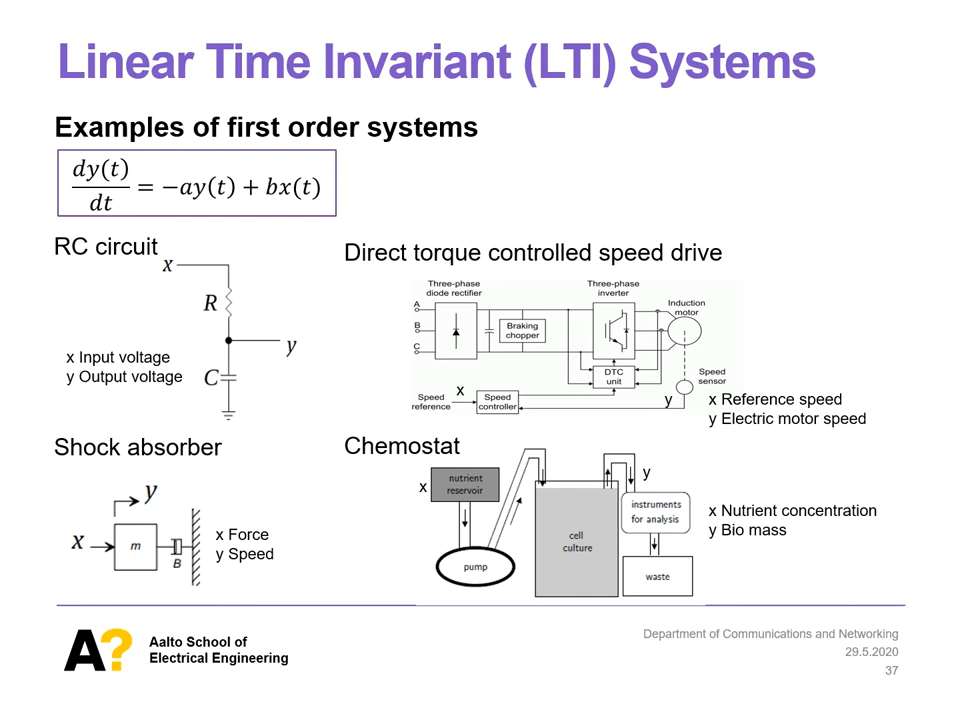 Linear Time Invariant (LTI) Systems
Examples of first order systems
dy(t)/dt = −ay(t) + bx(t)
RC circuit
x
R
y
C
x Input voltage
y Output voltage
Direct torque controlled speed drive
Three-phase
diode rectifier
Three-phase
inverter
Induction
motor
A
B
C
Braking
chopper
DTC
unit
Speed
sensor
Speed
reference
x
Speed
controller
y
x Reference speed
y Electric motor speed
Shock absorber
y
x
m
B
x Force
y Speed
Chemostat
x
nutrient
reservoir
pump
cell
culture
y
instruments
for analysis
waste
x Nutrient concentration
y Bio mass
A?
Aalto School of
Electrical Engineering
Department of Communications and Networking
29.5.2020
37